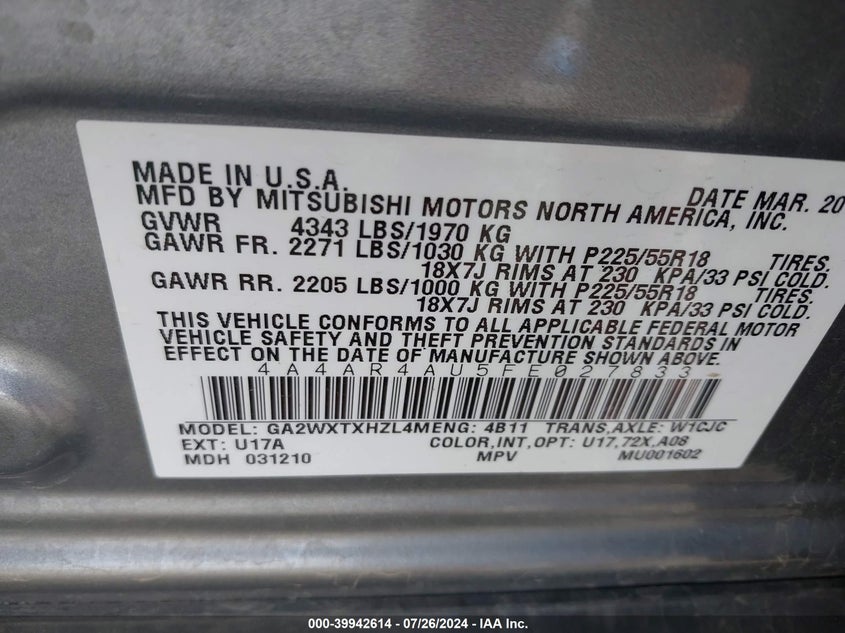 MADE IN U.S.A. DATE MAR. 20
MFD BY MITSUBISHI MOTORS NORTH AMERICA, INC.
GVWR 4343 LBS/1970 KG
GAWR FR. 2271 LBS/1030 KG WITH P225/55R18 TIRES.
18X7J RIMS AT 230 KPA/33 PSI COLD.
GAWR RR. 2205 LBS/1000 KG WITH P225/55R18 TIRES.
18X7J RIMS AT 230 KPA/33 PSI COLD.
THIS VEHICLE CONFORMS TO ALL APPLICABLE FEDERAL MOTOR
VEHICLE SAFETY AND THEFT PREVENTION STANDARDS IN
EFFECT ON THE DATE OF MANUFACTURE SHOWN ABOVE.
4A4AR4AU5FE027833
MODEL: GA2WXTXHZL4MENG: 4B11 TRANS,AXLE: W1CJC
EXT: U17A COLOR,INT,OPT: U17,72X,A08
MDH 031210 MPV MU001602
000-39942614 - 07/26/2024 - IAA Inc.